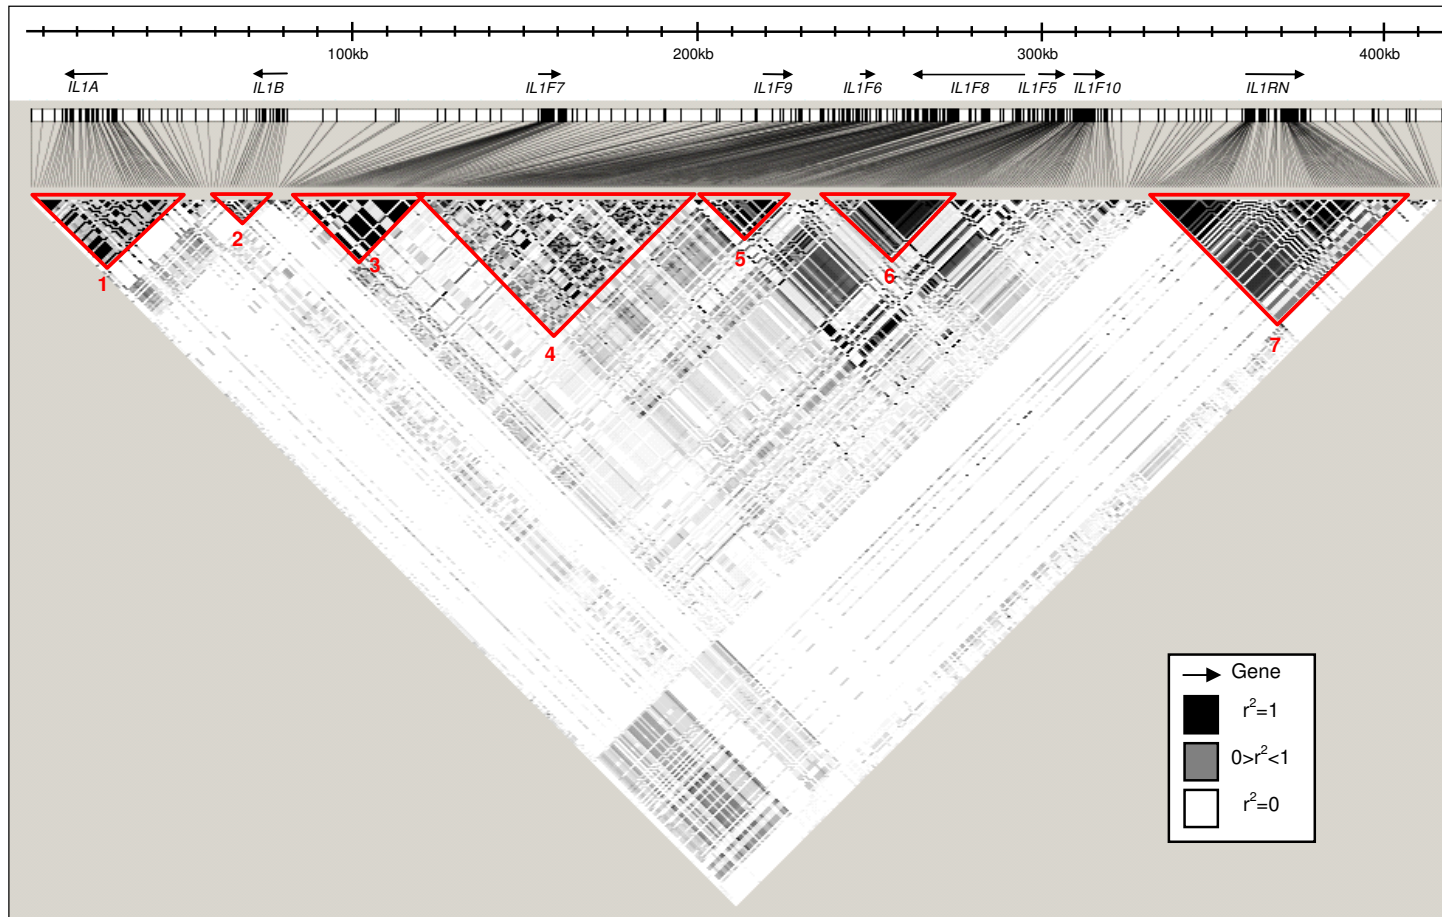 100kb 200kb 300kb 400kb
IL1A IL1B IL1F7 IL1F9 IL1F6 IL1F8 IL1F5 IL1F10 IL1RN
1
2
3
4
5
6
7
Gene
r²=1
0>r²<1
r²=0